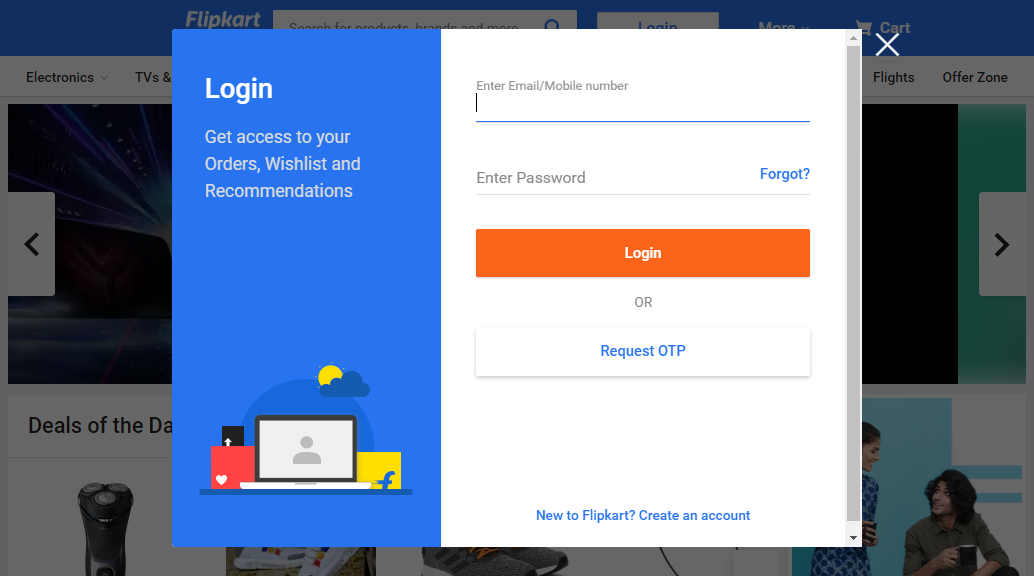 Flipkart
Search for products, brands and more
Login
More
Cart
Electronics
TVs &
Flights
Offer Zone
Login
Get access to your
Orders, Wishlist and
Recommendations
Enter Email/Mobile number
Enter Password
Forgot?
Login
OR
Request OTP
New to Flipkart? Create an account
Deals of the Da